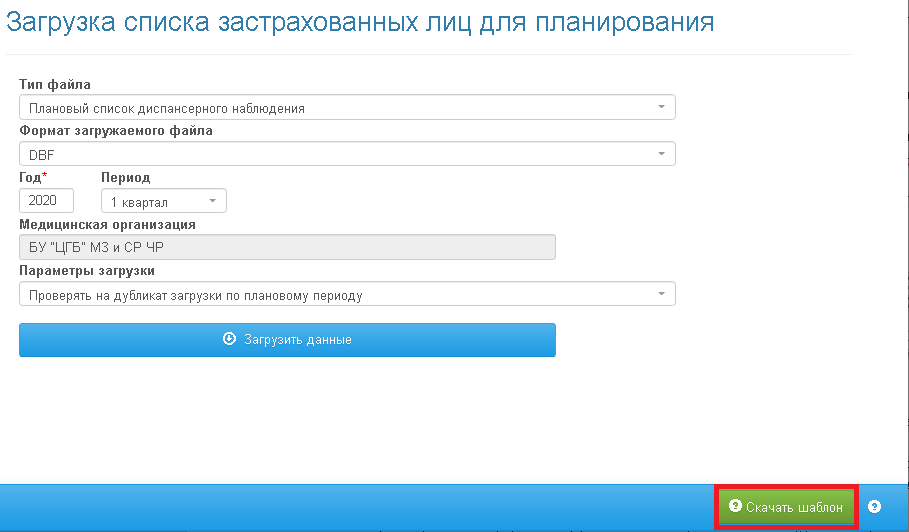 Загрузка списка застрахованных лиц для планирования
Тип файла
Плановый список диспансерного наблюдения
Формат загружаемого файла
DBF
Год* Период
2020 1 квартал
Медицинская организация
БУ "ЦГБ" МЗ и СР ЧР
Параметры загрузки
Проверять на дубликат загрузки по плановому периоду
Загрузить данные
Скачать шаблон